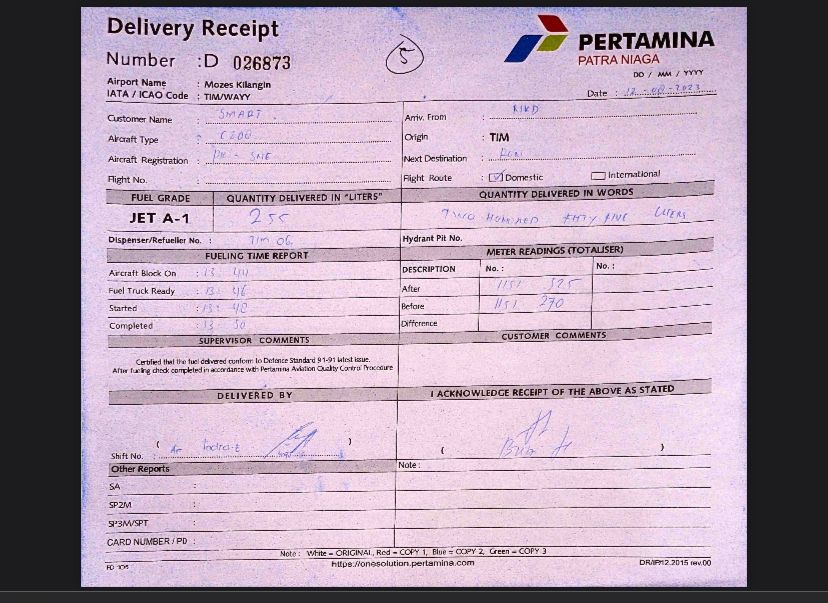 Delivery Receipt
Number : D 026873
5
PERTAMINA
PATRA NIAGA
Airport Name : Mozes Kilangin
IATA / ICAO Code : TIM/WAYY
DD / MM / YYYY
Date :
Customer Name : SMART
Arriv. From :
Aircraft Type : C200
Origin : TIM
Aircraft Registration : PK - SNE
Next Destination :
Flight No. :
Flight Route : Domestic International
FUEL GRADE QUANTITY DELIVERED IN "LITERS" QUANTITY DELIVERED IN WORDS
JET A-1 255 TWO HUNDRED FIFTY FIVE LITERS
Dispenser/Refueller No. : TIM 06 Hydrant Pit No.
FUELING TIME REPORT METER READINGS (TOTALISER)
Aircraft Block On : 13 44
DESCRIPTION No. : No. :
Fuel Truck Ready : 13 46
After 1151 525
Started : 13 48
Before 1151 270
Completed : 13 50
Difference
SUPERVISOR COMMENTS CUSTOMER COMMENTS
Certified that the fuel delivered conform to Defence Standard 91-91 latest issue.
After fueling check completed in accordance with Pertamina Aviation Quality Control Procedure
DELIVERED BY I ACKNOWLEDGE RECEIPT OF THE ABOVE AS STATED
Shift No. : ( ) ( )
Other Reports Note :
SA :
SP2M :
SP3M/SPT :
CARD NUMBER / PD :
Note : White = ORIGINAL, Red = COPY 1, Blue = COPY 2, Green = COPY 3
https://onesolution.pertamina.com
DR/IP/12.2015 rev.00